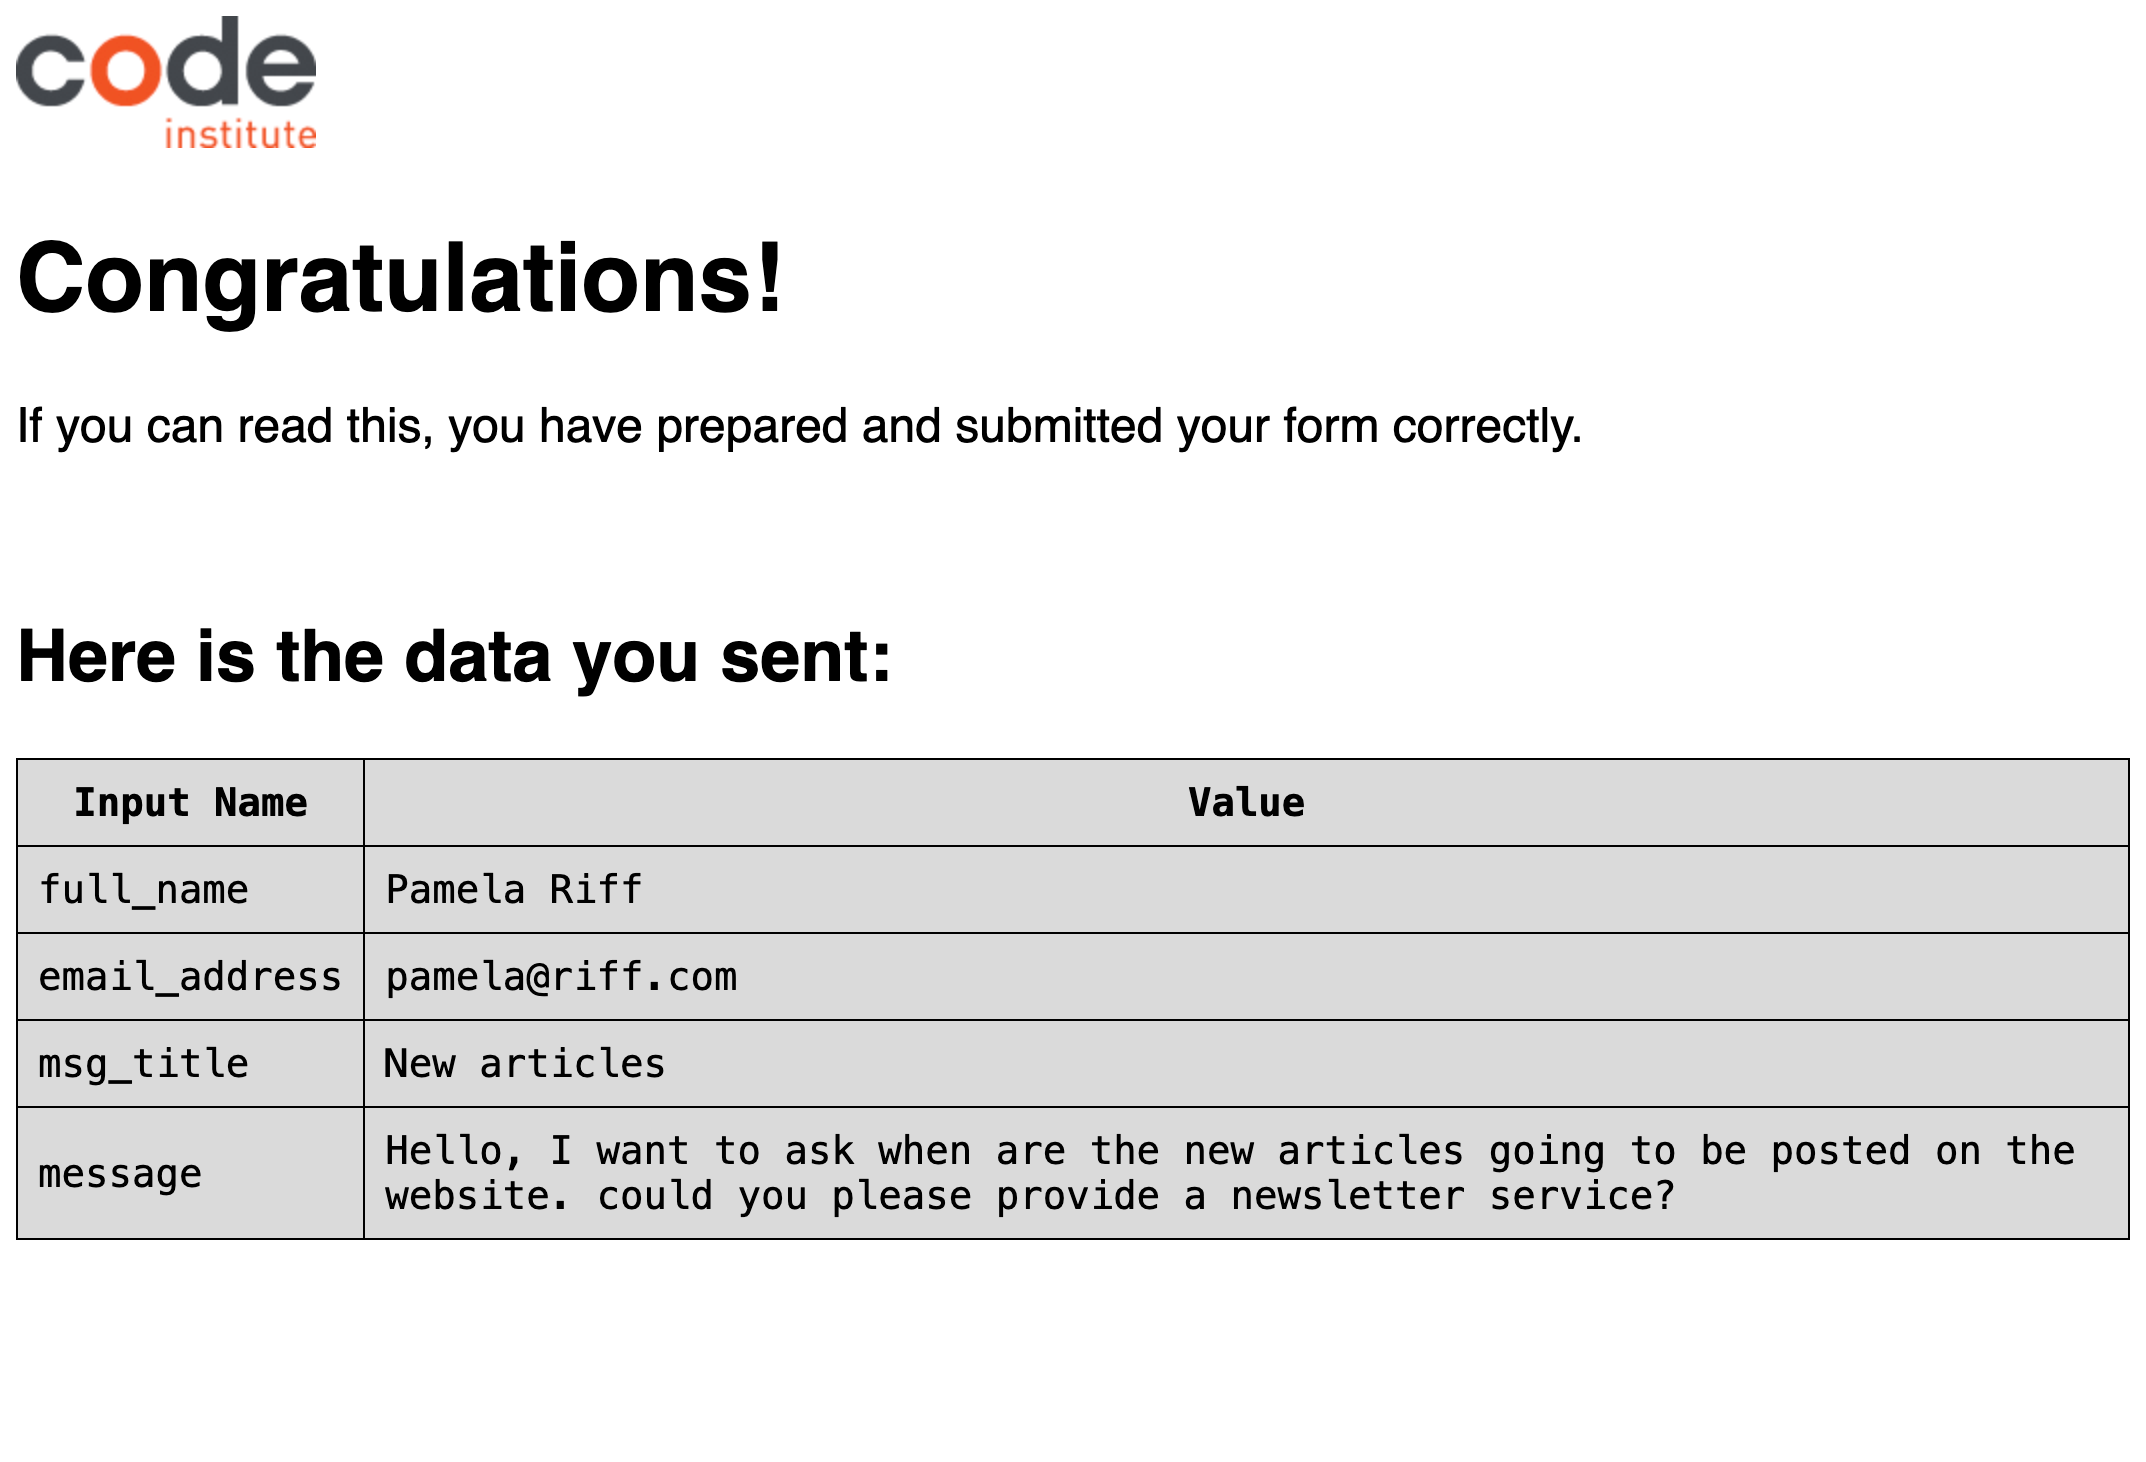 code
institute
Congratulations!
If you can read this, you have prepared and submitted your form correctly.
Here is the data you sent:
Input Name Value
full_name Pamela Riff
email_address pamela@riff.com
msg_title New articles
message Hello, I want to ask when are the new articles going to be posted on the
website. could you please provide a newsletter service?